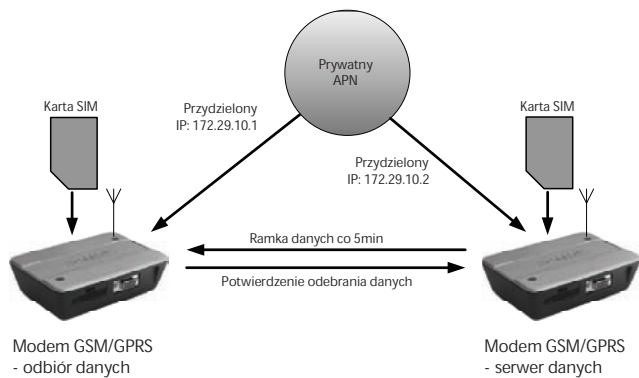 Prywatny
APN
Karta SIM
Przydzielony
IP: 172.29.10.1
Karta SIM
Przydzielony
IP: 172.29.10.2
Ramka danych co 5min
Potwierdzenie odebrania danych
Modem GSM/GPRS
- odbiór danych
Modem GSM/GPRS
- serwer danych